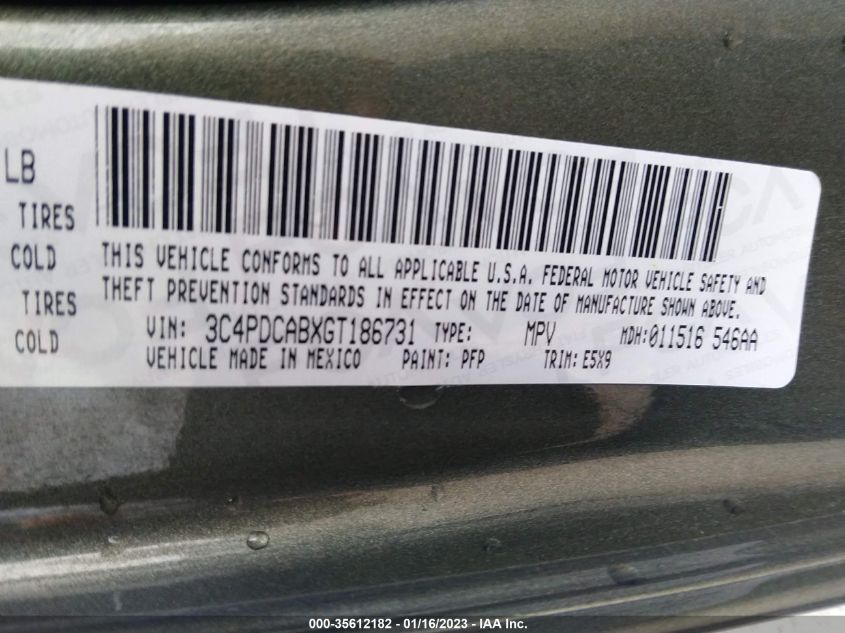 LB
TIRES
COLD
TIRES
COLD
THIS VEHICLE CONFORMS TO ALL APPLICABLE U.S.A. FEDERAL MOTOR VEHICLE SAFETY AND
THEFT PREVENTION STANDARDS IN EFFECT ON THE DATE OF MANUFACTURE SHOWN ABOVE.
VIN: 3C4PDCABXGT186731 TYPE: MPV MDH:011516 546AA
VEHICLE MADE IN MEXICO PAINT: PFP TRIM: E5X9
000-35612182 - 01/16/2023 - IAA Inc.